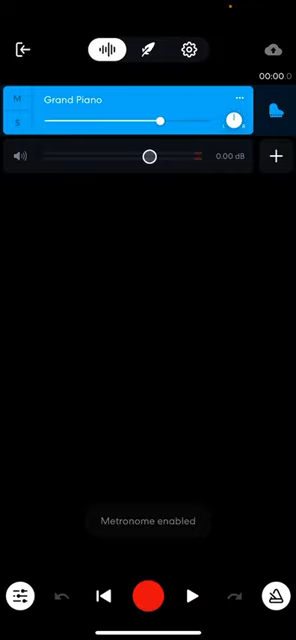 00:00.0
M
Grand Piano
S
L R
0.00 dB
Metronome enabled